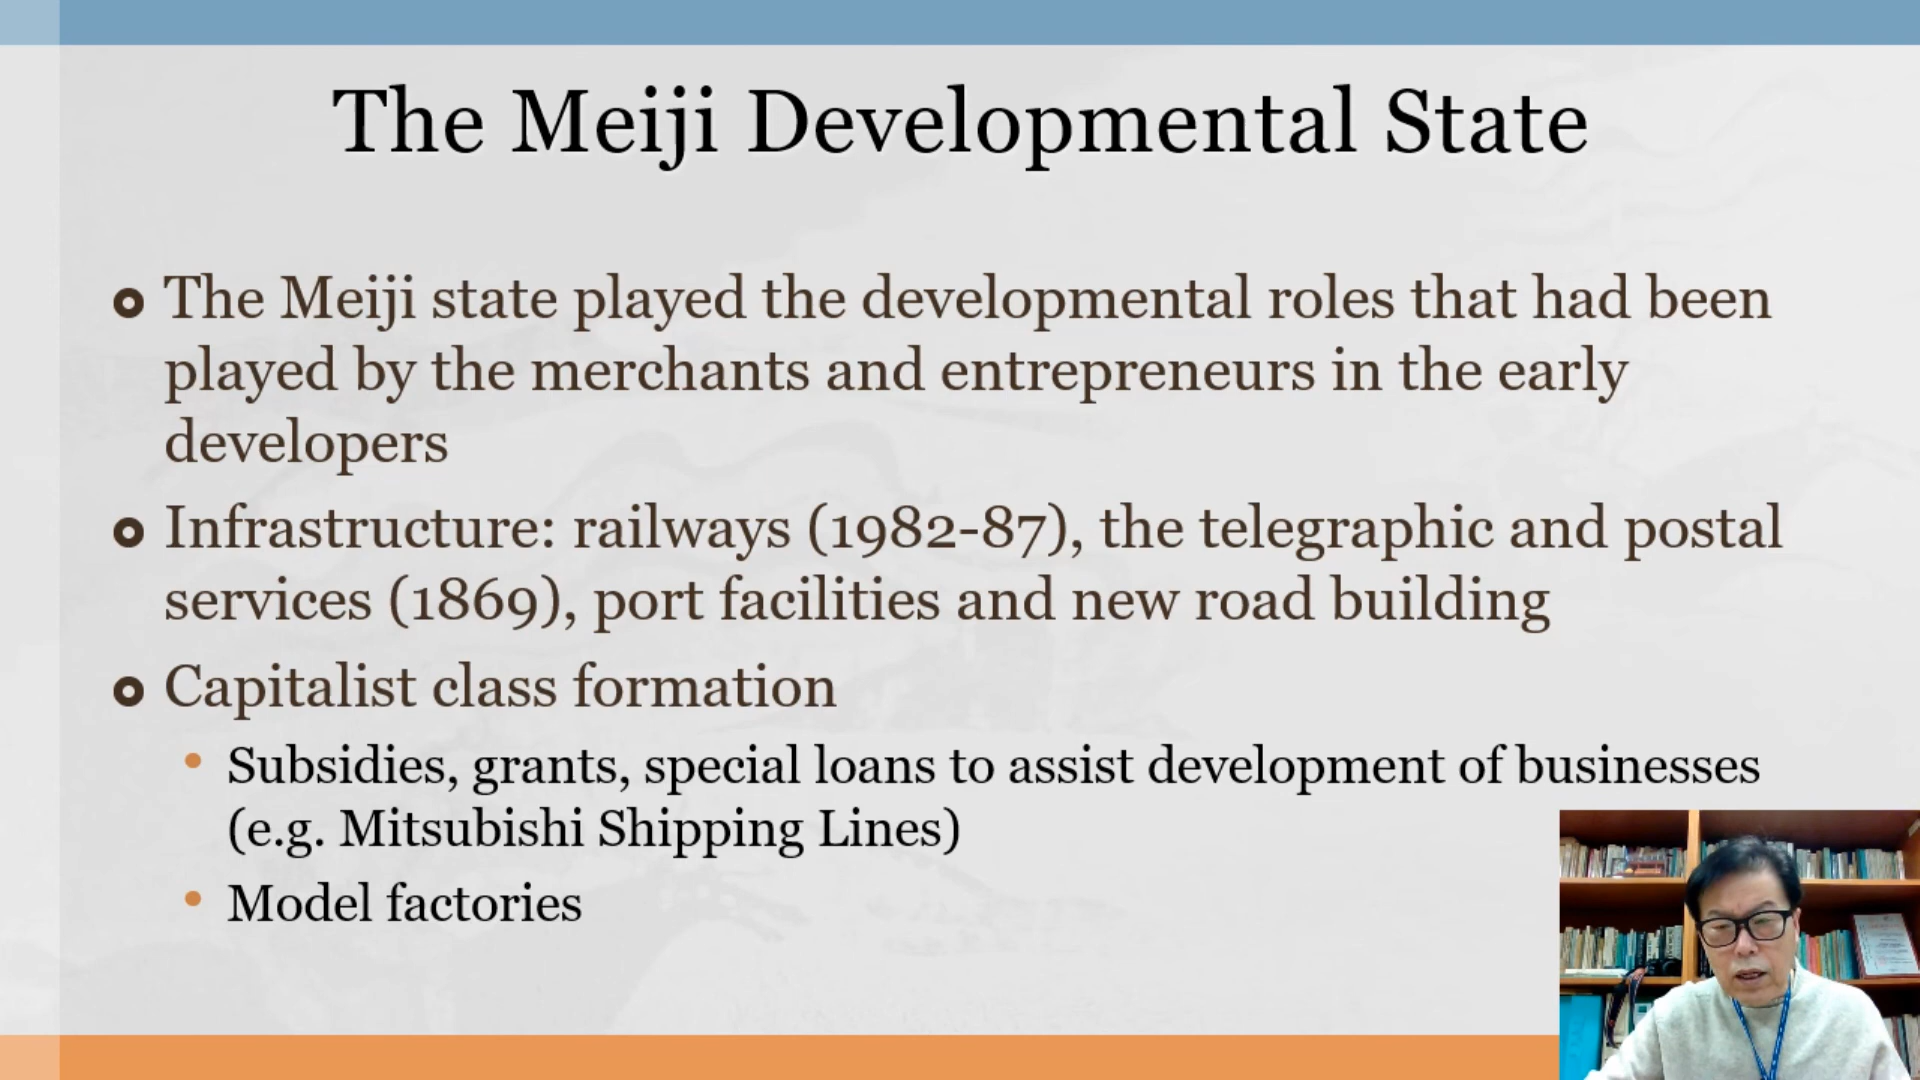 The Meiji Developmental State
The Meiji state played the developmental roles that had been
played by the merchants and entrepreneurs in the early
developers
Infrastructure: railways (1982-87), the telegraphic and postal
services (1869), port facilities and new road building
Capitalist class formation
Subsidies, grants, special loans to assist development of businesses
(e.g. Mitsubishi Shipping Lines)
Model factories